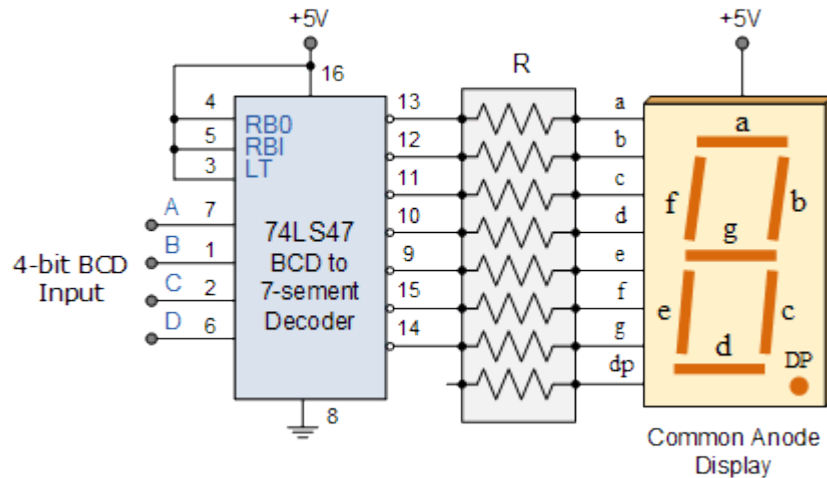 +5V
+5V
16
R
4
RB0
5
RBI
3
LT
13
12
11
10
9
15
14
a
b
c
d
e
f
g
dp
A
7
B
1
C
2
D
6
4-bit BCD
Input
74LS47
BCD to
7-sement
Decoder
8
a
f
b
g
e
c
d
DP
Common Anode
Display